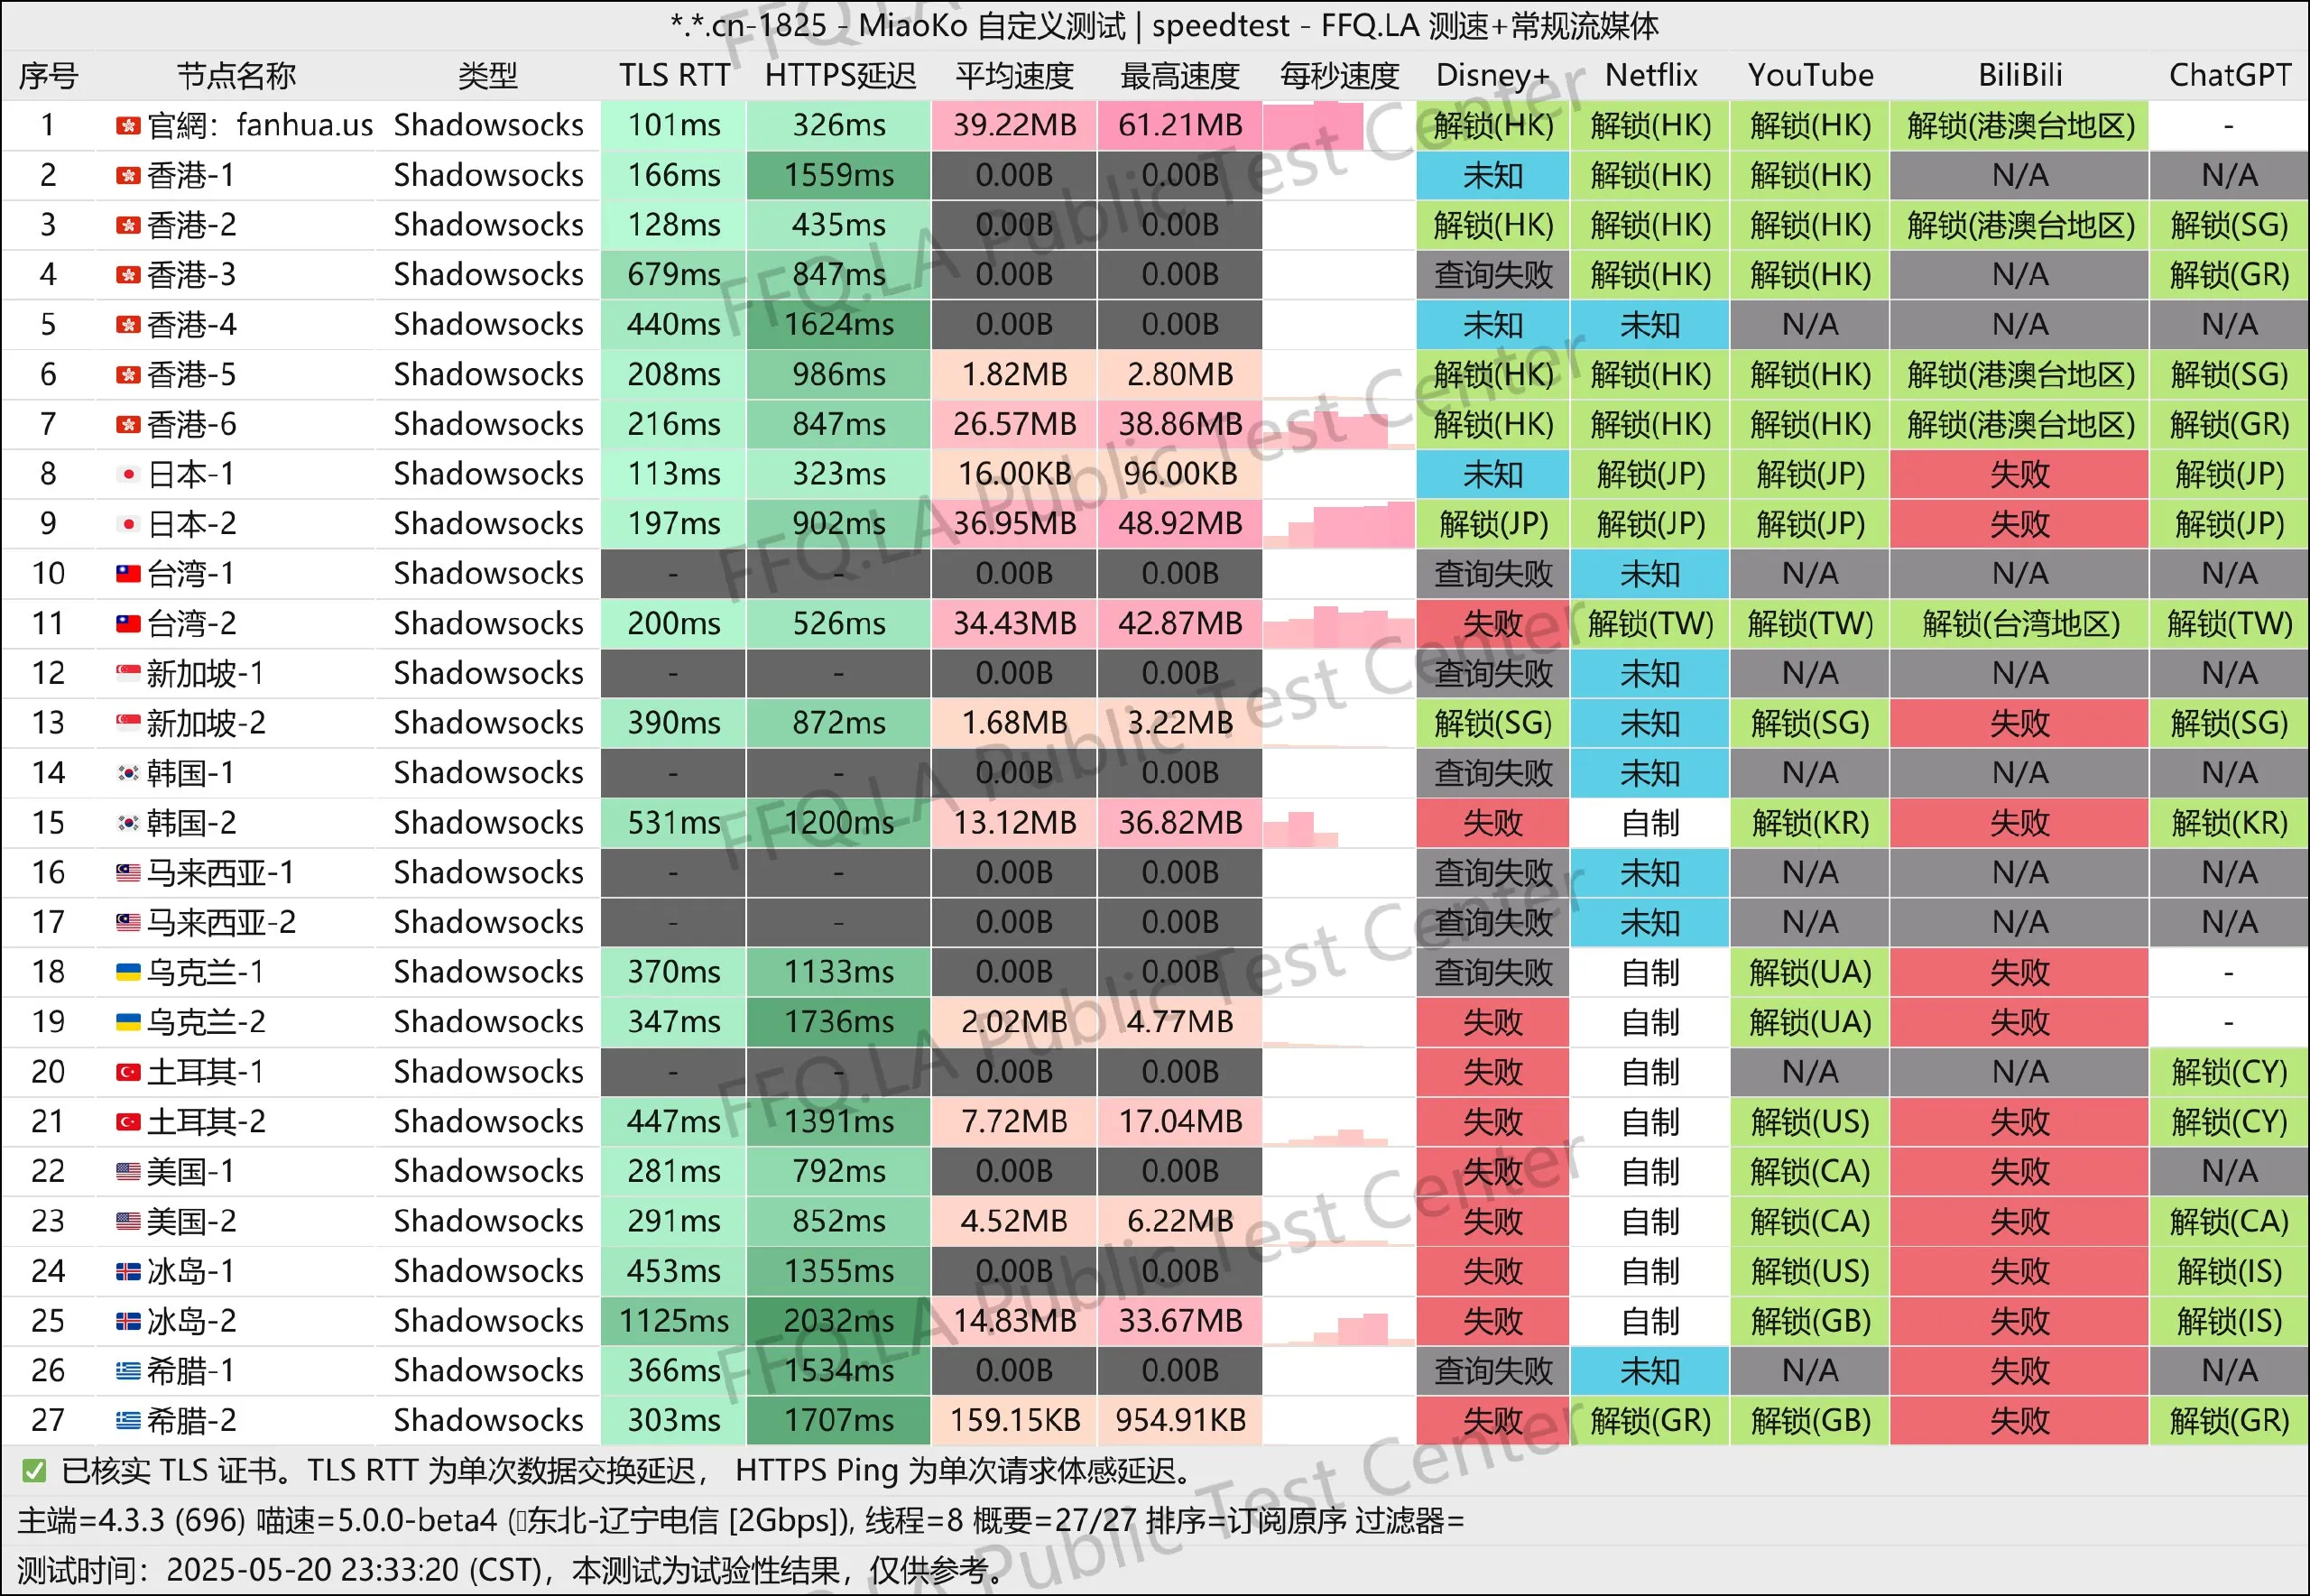 *.*.cn-1825 - MiaoKo 自定义测试 | speedtest - FFQ.LA 测速+常规流媒体
序号 节点名称 类型 TLS RTT HTTPS延迟 平均速度 最高速度 每秒速度 Disney+ Netflix YouTube BiliBili ChatGPT
1 官網：fanhua.us Shadowsocks 101ms 326ms 39.22MB 61.21MB 解锁(HK) 解锁(HK) 解锁(HK) 解锁(港澳台地区) -
2 香港-1 Shadowsocks 166ms 1559ms 0.00B 0.00B 未知 解锁(HK) 解锁(HK) N/A N/A
3 香港-2 Shadowsocks 128ms 435ms 0.00B 0.00B 解锁(HK) 解锁(HK) 解锁(HK) 解锁(港澳台地区) 解锁(SG)
4 香港-3 Shadowsocks 679ms 847ms 0.00B 0.00B 查询失败 解锁(HK) 解锁(HK) N/A 解锁(GR)
5 香港-4 Shadowsocks 440ms 1624ms 0.00B 0.00B 未知 未知 N/A N/A N/A
6 香港-5 Shadowsocks 208ms 986ms 1.82MB 2.80MB 解锁(HK) 解锁(HK) 解锁(HK) 解锁(港澳台地区) 解锁(SG)
7 香港-6 Shadowsocks 216ms 847ms 26.57MB 38.86MB 解锁(HK) 解锁(HK) 解锁(HK) 解锁(港澳台地区) 解锁(GR)
8 日本-1 Shadowsocks 113ms 323ms 16.00KB 96.00KB 未知 解锁(JP) 解锁(JP) 失败 解锁(JP)
9 日本-2 Shadowsocks 197ms 902ms 36.95MB 48.92MB 解锁(JP) 解锁(JP) 解锁(JP) 失败 解锁(JP)
10 台湾-1 Shadowsocks - - 0.00B 0.00B 查询失败 未知 N/A N/A N/A
11 台湾-2 Shadowsocks 200ms 526ms 34.43MB 42.87MB 失败 解锁(TW) 解锁(TW) 解锁(台湾地区) 解锁(TW)
12 新加坡-1 Shadowsocks - - 0.00B 0.00B 查询失败 未知 N/A N/A N/A
13 新加坡-2 Shadowsocks 390ms 872ms 1.68MB 3.22MB 解锁(SG) 未知 解锁(SG) 失败 解锁(SG)
14 韩国-1 Shadowsocks - - 0.00B 0.00B 查询失败 未知 N/A N/A N/A
15 韩国-2 Shadowsocks 531ms 1200ms 13.12MB 36.82MB 失败 自制 解锁(KR) 失败 解锁(KR)
16 马来西亚-1 Shadowsocks - - 0.00B 0.00B 查询失败 未知 N/A N/A N/A
17 马来西亚-2 Shadowsocks - - 0.00B 0.00B 查询失败 未知 N/A N/A N/A
18 乌克兰-1 Shadowsocks 370ms 1133ms 0.00B 0.00B 查询失败 自制 解锁(UA) 失败 -
19 乌克兰-2 Shadowsocks 347ms 1736ms 2.02MB 4.77MB 失败 自制 解锁(UA) 失败 -
20 土耳其-1 Shadowsocks - - 0.00B 0.00B 失败 自制 N/A N/A 解锁(CY)
21 土耳其-2 Shadowsocks 447ms 1391ms 7.72MB 17.04MB 失败 自制 解锁(US) 失败 解锁(CY)
22 美国-1 Shadowsocks 281ms 792ms 0.00B 0.00B 失败 自制 解锁(CA) 失败 N/A
23 美国-2 Shadowsocks 291ms 852ms 4.52MB 6.22MB 失败 自制 解锁(CA) 失败 解锁(CA)
24 冰岛-1 Shadowsocks 453ms 1355ms 0.00B 0.00B 失败 自制 解锁(US) 失败 解锁(IS)
25 冰岛-2 Shadowsocks 1125ms 2032ms 14.83MB 33.67MB 失败 自制 解锁(GB) 失败 解锁(IS)
26 希腊-1 Shadowsocks 366ms 1534ms 0.00B 0.00B 查询失败 未知 N/A 失败 N/A
27 希腊-2 Shadowsocks 303ms 1707ms 159.15KB 954.91KB 失败 解锁(GR) 解锁(GB) 失败 解锁(GR)
✅ 已核实 TLS 证书。TLS RTT 为单次数据交换延迟， HTTPS Ping 为单次请求体感延迟。
主端=4.3.3 (696) 喵速=5.0.0-beta4 (东北-辽宁电信 [2Gbps]), 线程=8 概要=27/27 排序=订阅原序 过滤器=
测试时间：2025-05-20 23:33:20 (CST)，本测试为试验性结果，仅供参考。
FFQ.LA Public Test Center